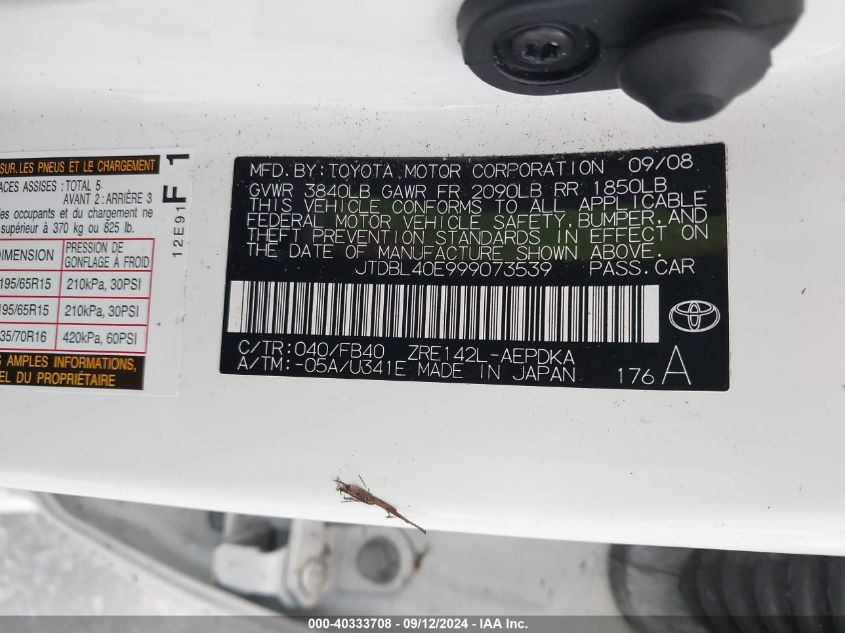 SUR.LES PNEUS ET LE CHARGEMENT
ACES ASSISES: TOTAL 5
AVANT 2: ARRIÈRE 3
es occupants et du chargement ne
supérieur à 370 kg ou 825 lb.
DIMENSION
PRESSION DE
GONFLAGE À FROID
195/65R15 210kPa, 30PSI
195/65R15 210kPa, 30PSI
35/70R16 420kPa, 60PSI
AMPLES INFORMATIONS,
EL DU PROPRIÉTAIRE
F 1
12E91
MFD.BY:TOYOTA MOTOR CORPORATION 09/08
GVWR 3840LB GAWR FR 2090LB RR 1850LB
THIS VEHICLE CONFORMS TO ALL APPLICABLE
FEDERAL MOTOR VEHICLE SAFETY,BUMPER,AND
THEFT PREVENTION STANDARDS IN EFFECT ON
THE DATE OF MANUFACTURE SHOWN ABOVE.
JTDBL40E999073539 PASS.CAR
C/TR:040/FB40 ZRE142L-AEPDKA
A/TM:-05A/U341E MADE IN JAPAN
176 A
000-40333708 - 09/12/2024 - IAA Inc.